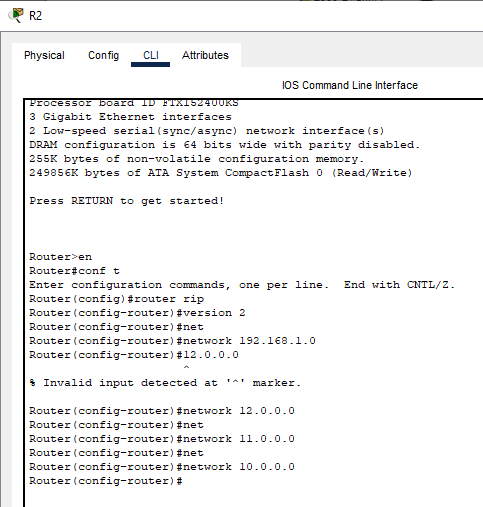 R2
Physical Config CLI Attributes
IOS Command Line Interface
Processor board ID FTX152400KS
3 Gigabit Ethernet interfaces
2 Low-speed serial(sync/async) network interface(s)
DRAM configuration is 64 bits wide with parity disabled.
255K bytes of non-volatile configuration memory.
249856K bytes of ATA System CompactFlash 0 (Read/Write)
Press RETURN to get started!
Router>en
Router#conf t
Enter configuration commands, one per line.  End with CNTL/Z.
Router(config)#router rip
Router(config-router)#version 2
Router(config-router)#net
Router(config-router)#network 192.168.1.0
Router(config-router)#12.0.0.0
^
% Invalid input detected at '^' marker.
Router(config-router)#network 12.0.0.0
Router(config-router)#net
Router(config-router)#network 11.0.0.0
Router(config-router)#net
Router(config-router)#network 10.0.0.0
Router(config-router)#